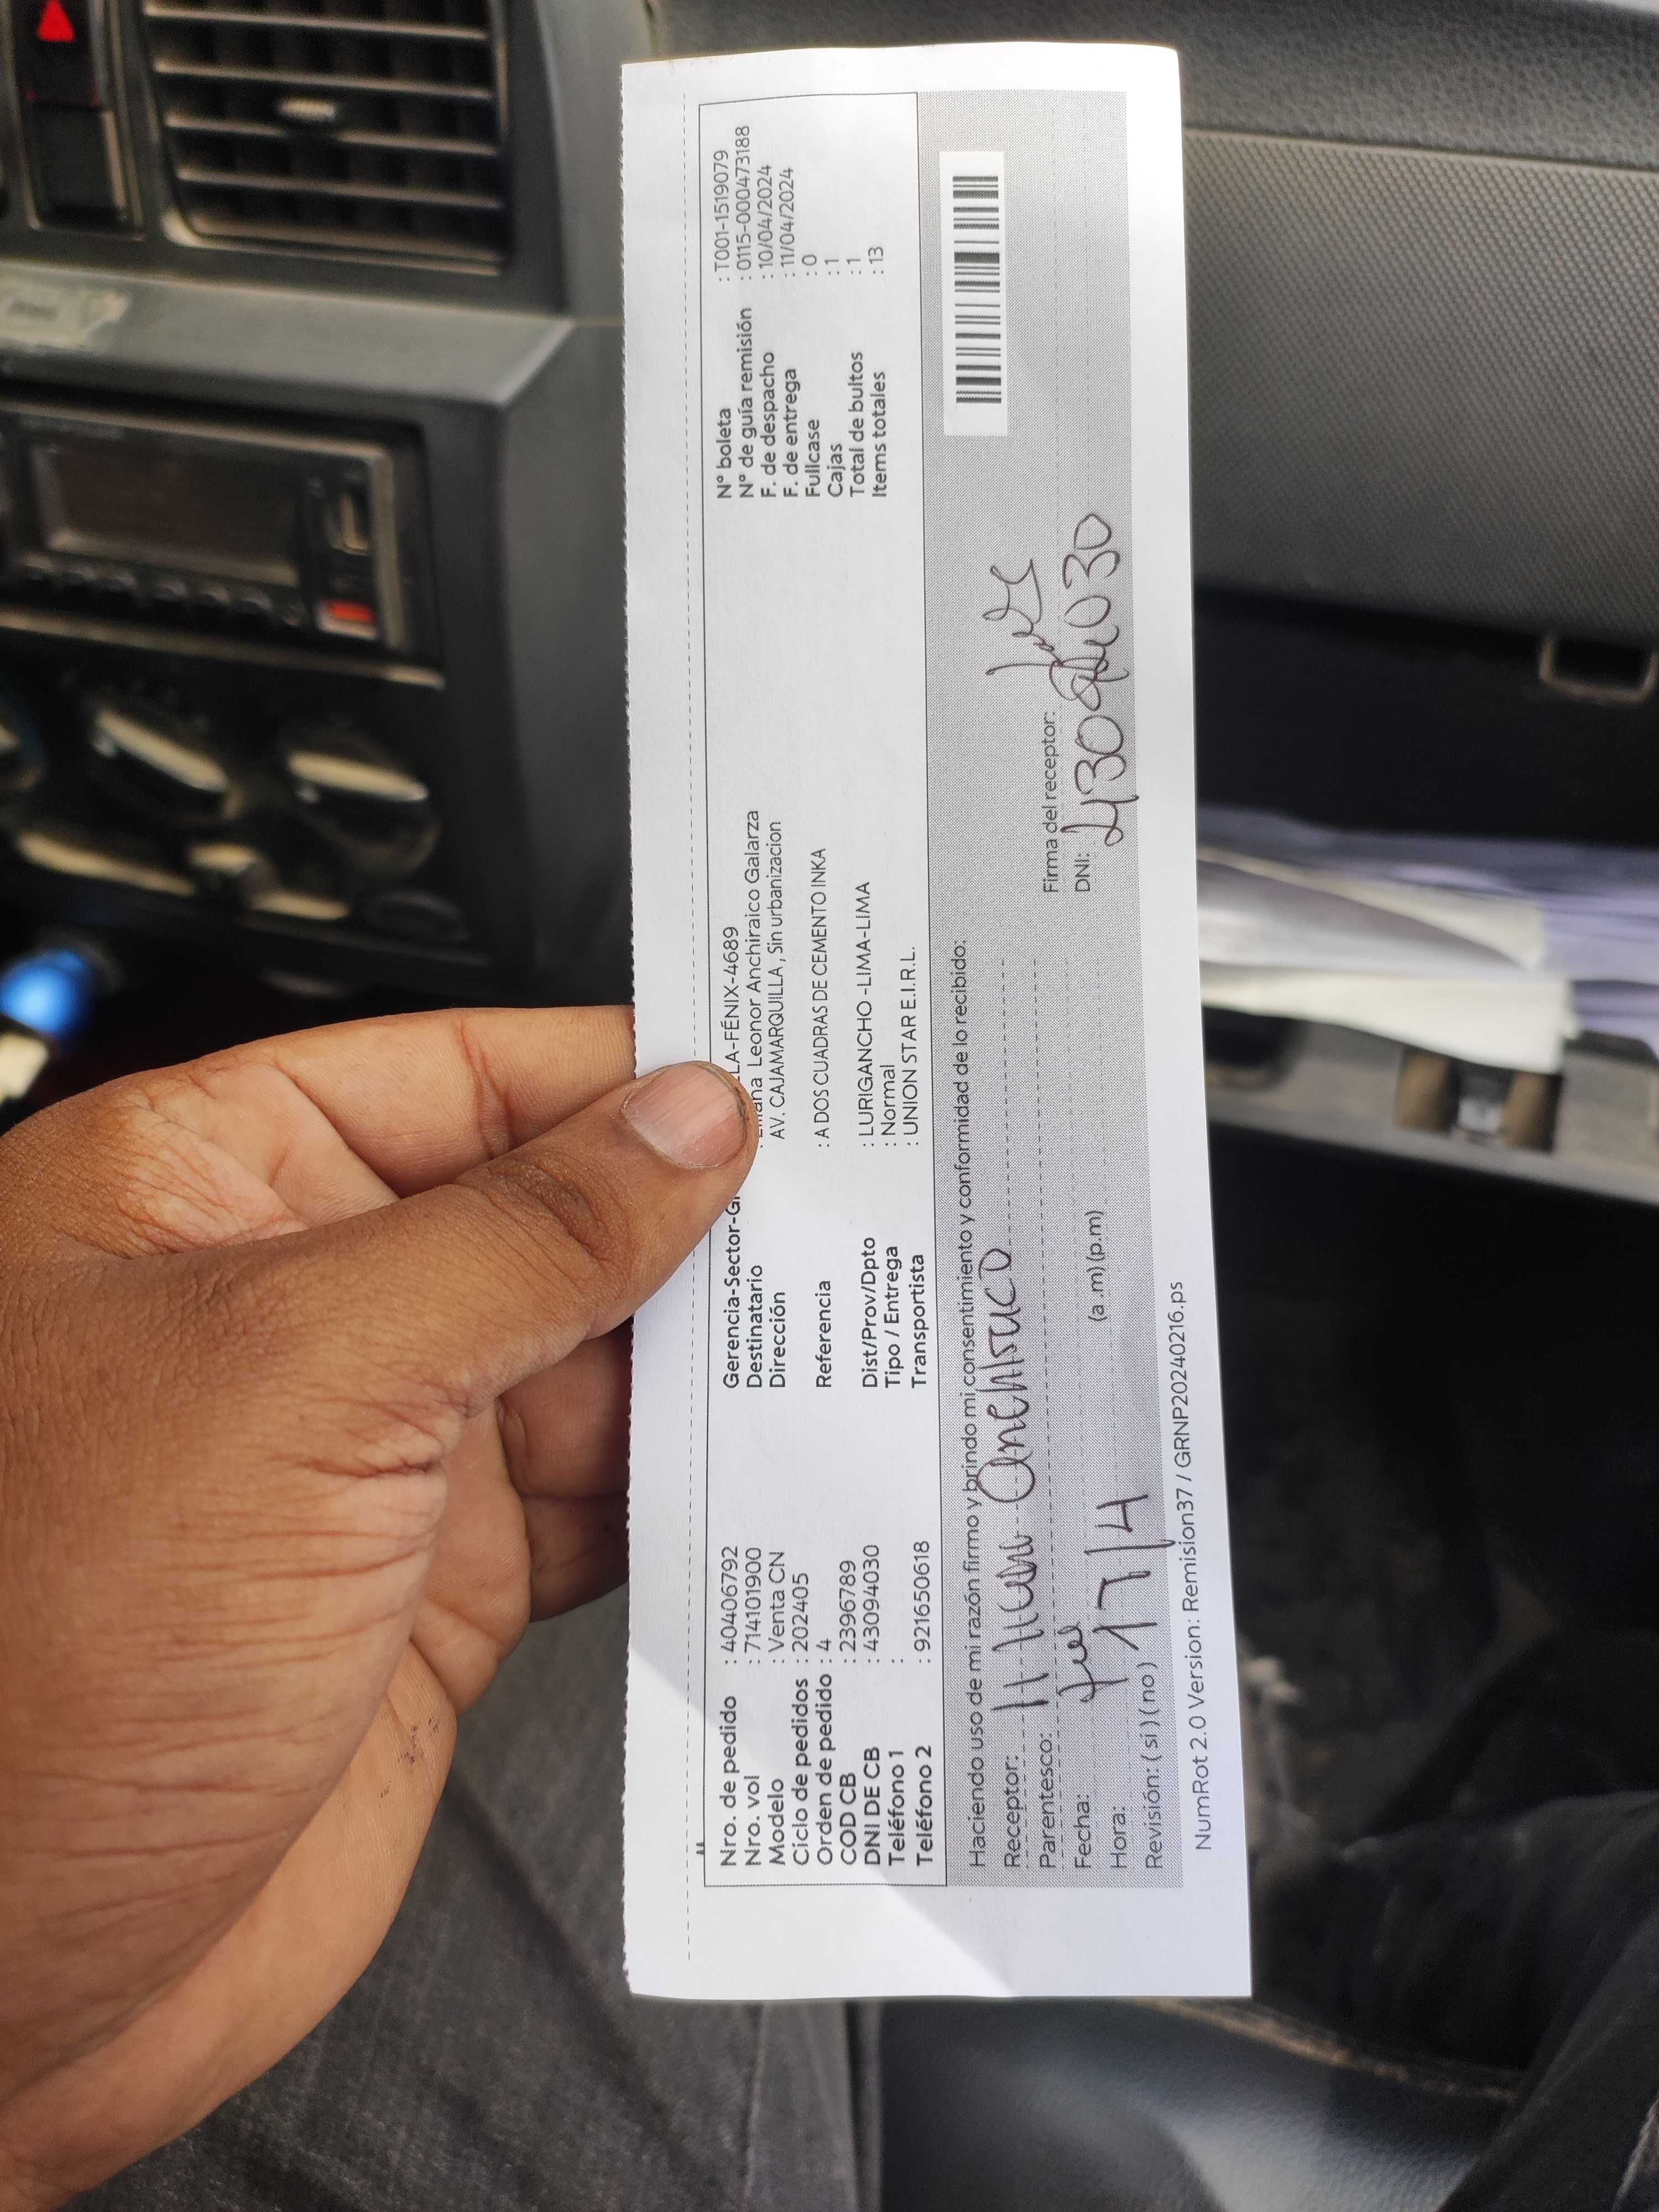 Nro. de pedido : 40406792
Nro. vol : 714101900
Modelo : Venta CN
Ciclo de pedidos : 202405
Orden de pedido : 4
COD CB : 2396789
DNI DE CB : 43094030
Teléfono 1 :
Teléfono 2 : 921650618
Gerencia-Sector-G LLA-FÉNIX-4689
Destinatario Leonor Anchiraico Galarza
Dirección AV. CAJAMARQUILLA , Sin urbanizacion
Referencia : A DOS CUADRAS DE CEMENTO INKA
Dist/Prov/Dpto : LURIGANCHO -LIMA-LIMA
Tipo / Entrega : Normal
Transportista : UNION STAR E.I.R.L.
N° boleta : T001-1519079
N° de guía remisión : 0115-0000473188
F. de despacho : 10/04/2024
F. de entrega : 11/04/2024
Fullcase : 0
Cajas : 1
Total de bultos : 1
Items totales : 13
Haciendo uso de mi razón firmo y brindo mi consentimiento y conformidad de lo recibido:
Receptor:
Parentesco:
Fecha:
Hora: (a .m) (p.m)
Revisión: ( si ) ( no )
Firma del receptor:
DNI: 43094030
NumRot 2.0 Version: Remision37 / GRNP20240216.ps